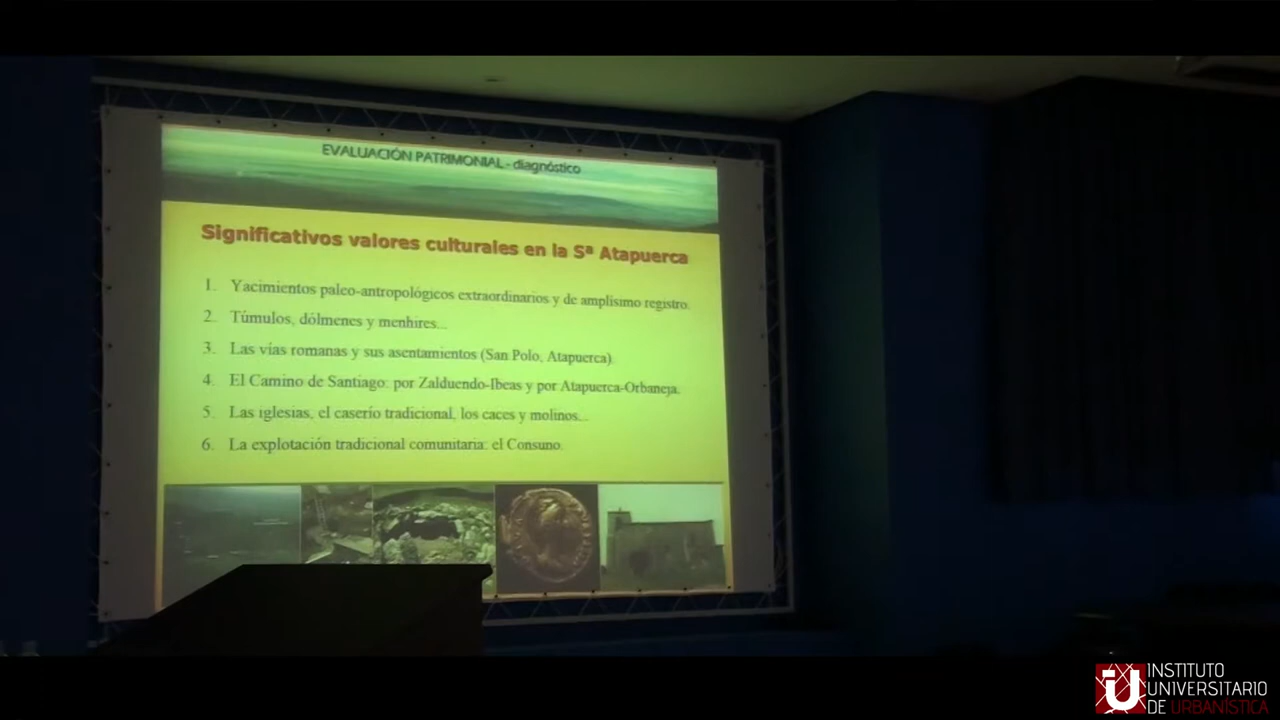 EVALUACIÓN PATRIMONIAL - diagnóstico
Significativos valores culturales en la Sª Atapuerca
1. Yacimientos paleo-antropológicos extraordinarios y de amplísimo registro.
2. Túmulos, dólmenes y menhires...
3. Las vías romanas y sus asentamientos (San Polo, Atapuerca).
4. El Camino de Santiago: por Zalduendo-Ibeas y por Atapuerca-Orbaneja.
5. Las iglesias, el caserío tradicional, los caces y molinos...
6. La explotación tradicional comunitaria: el Consuno.
iU INSTITUTO
UNIVERSITARIO
DE URBANÍSTICA